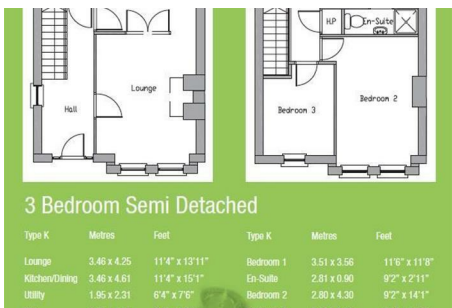 Hall
Lounge
H.P
En-Suite
Bedroom 3
Bedroom 2
3 Bedroom Semi Detached
Type K Metres Feet
Lounge 3.46 x 4.25 11'4" x 13'11"
Kitchen/Dining 3.46 x 4.61 11'4" x 15'1"
Utility 1.95 x 2.31 6'4" x 7'6"
Type K Metres Feet
Bedroom 1 3.51 x 3.56 11'6" x 11'8"
En-Suite 2.81 x 0.90 9'2" x 2'11"
Bedroom 2 2.80 x 4.30 9'2" x 14'1"